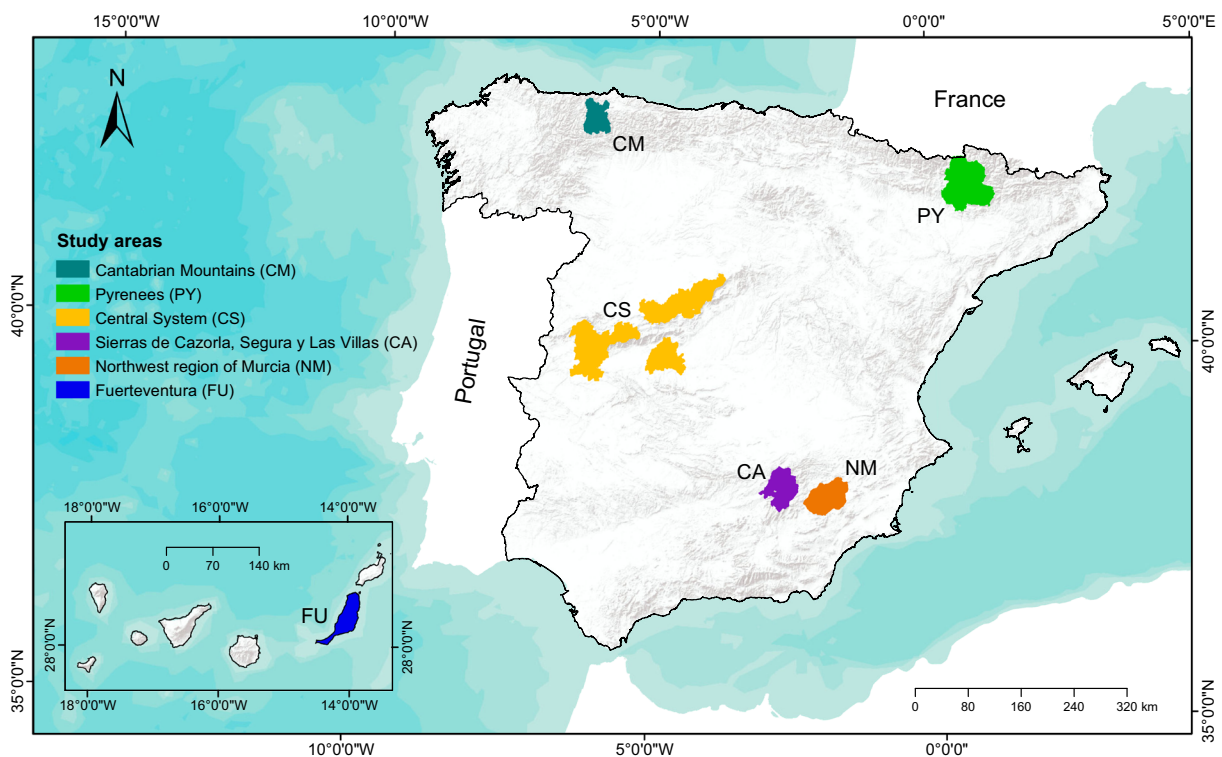 15°0'0"W 10°0'0"W 5°0'0"W 0°0'0" 5°0'0"E
N
France
CM
PY
Study areas
Cantabrian Mountains (CM)
Pyrenees (PY)
Central System (CS)
Sierras de Cazorla, Segura y Las Villas (CA)
Northwest region of Murcia (NM)
Fuerteventura (FU)
40°0'0"N
CS
Portugal
40°0'0"N
CA
NM
18°0'0"W 16°0'0"W 14°0'0"W
0 70 140 km
FU
28°0'0"N
28°0'0"N
18°0'0"W 16°0'0"W 14°0'0"W
35°0'0"N
0 80 160 240 320 km
35°0'0"N
10°0'0"W 5°0'0"W 0°0'0"